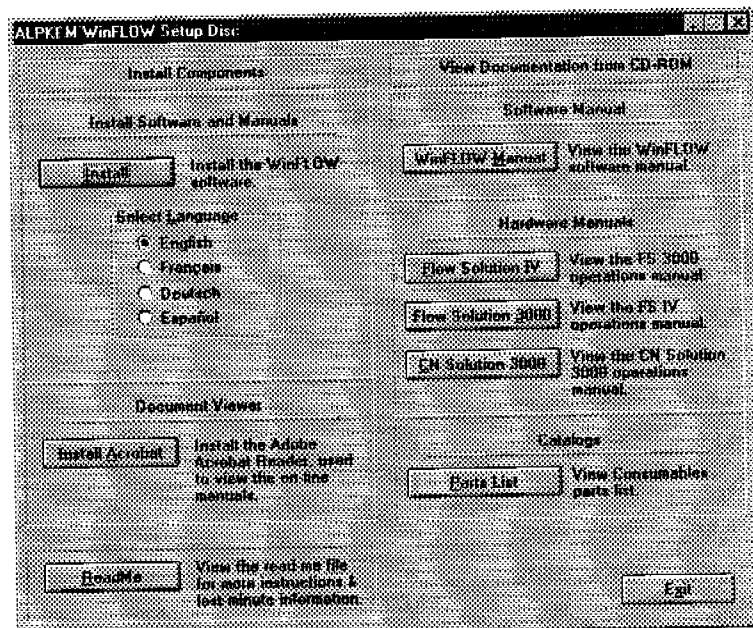 ALPKEM WinFLOW Setup Disc
Install Components
Install Software and Manuals
Install
Install the WinFLOW
software.
Select Language
English
Français
Deutsch
Español
Document Viewer
Install Acrobat
Install the Adobe
Acrobat Reader, used
to view the on-line
manuals.
ReadMe
View the read me file
for more instructions &
last minute information.
View Documentation from CD-ROM
Software Manual
WinFLOW Manual
View the WinFLOW
software manual.
Hardware Manuals
Flow Solution IV
View the FS 3000
operations manual.
Flow Solution 3000
View the FS IV
operations manual.
CN Solution 3000
View the CN Solution
3000 operations
manual.
Catalogs
Parts List
View Consumables
parts list.
Exit